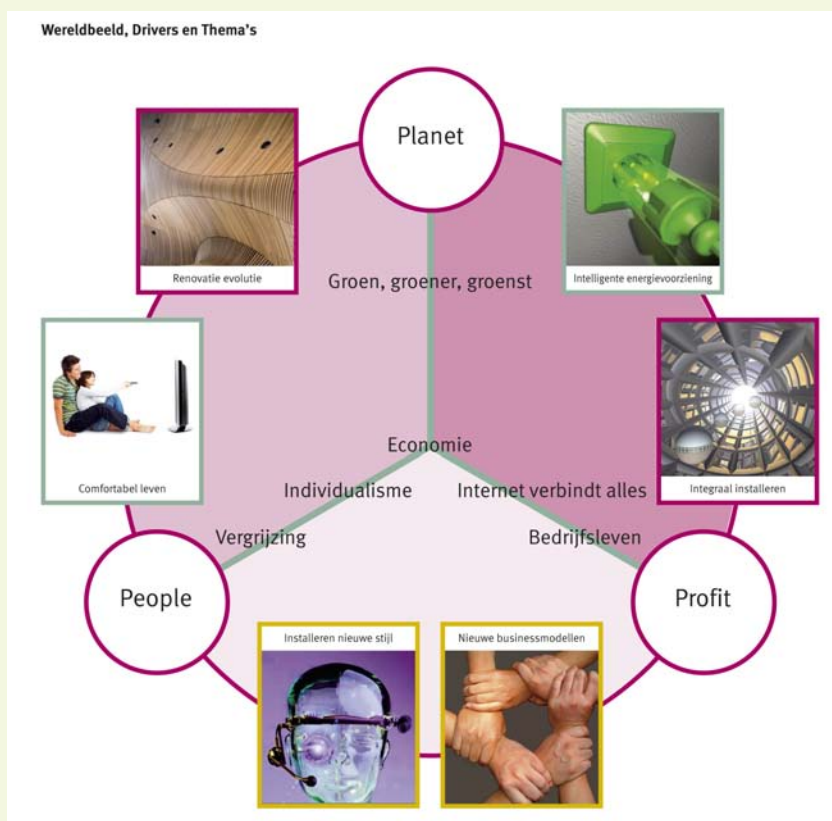 Wereldbeeld, Drivers en Thema's
Planet
Renovatie evolutie
Groen, groener, groenst
Intelligente energievoorziening
Economie
Comfortabel leven
Individualisme
Internet verbindt alles
Integraal installeren
Vergrijzing
Bedrijfsleven
People
Profit
Installeren nieuwe stijl
Nieuwe businessmodellen